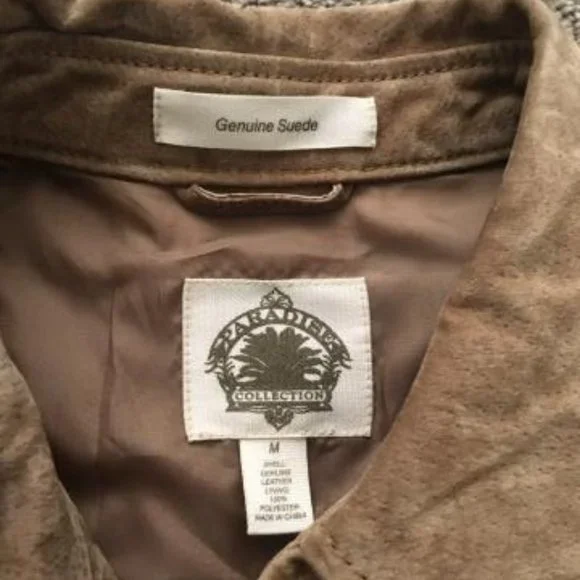 Genuine Suede
PARADISE
COLLECTION
M
SHELL
GENUINE
LEATHER
LINING
100%
POLYESTER
MADE IN CHINA